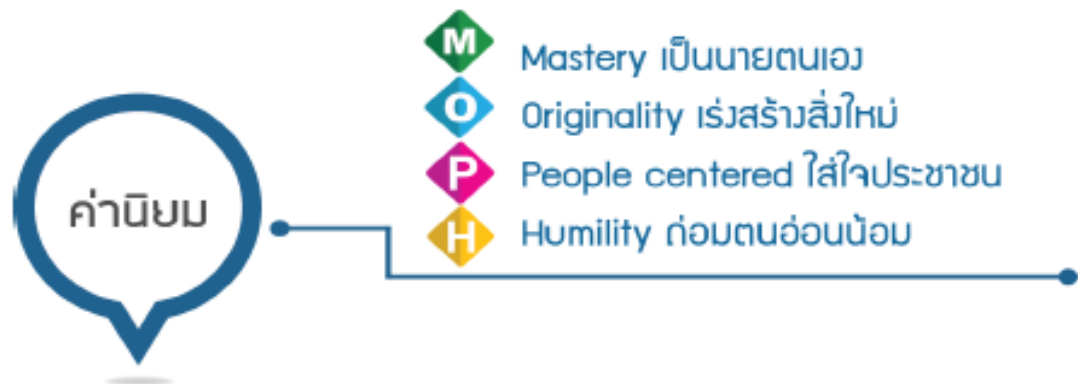 ค่านิยม
M Mastery เป็นนายตนเอง
O Originality เร่งสร้างสิ่งใหม่
P People centered ใส่ใจประชาชน
H Humility ถ่อมตนอ่อนน้อม